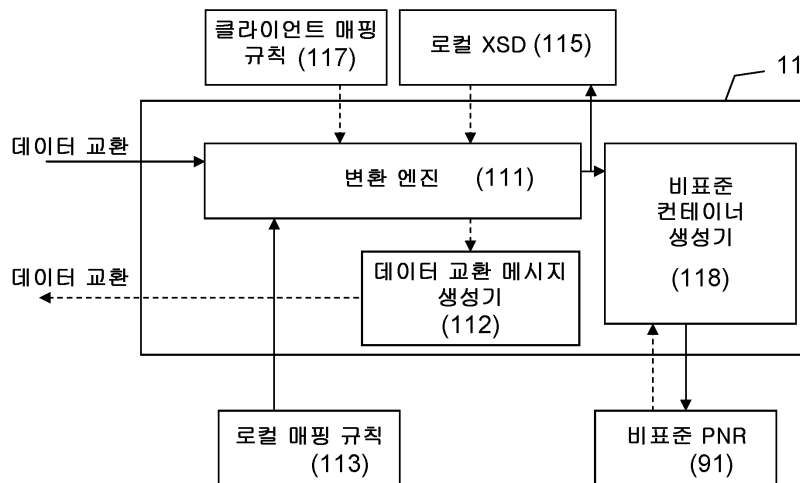 클라이언트 매핑
규칙 (117)
로컬 XSD (115)
11
데이터 교환
변환 엔진 (111)
비표준
컨테이너
생성기
(118)
데이터 교환
데이터 교환 메시지
생성기
(112)
로컬 매핑 규칙
(113)
비표준 PNR
(91)